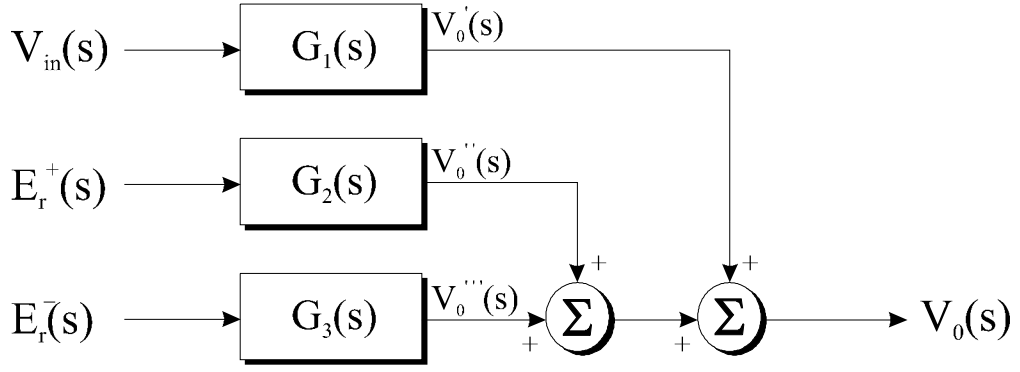 V_in(s) G_1(s) V_0^'(s)
E_r^+(s) G_2(s) V_0^''(s)
+ +
E_r^-(s) G_3(s) V_0^'''(s) Σ Σ V_0(s)
+ +